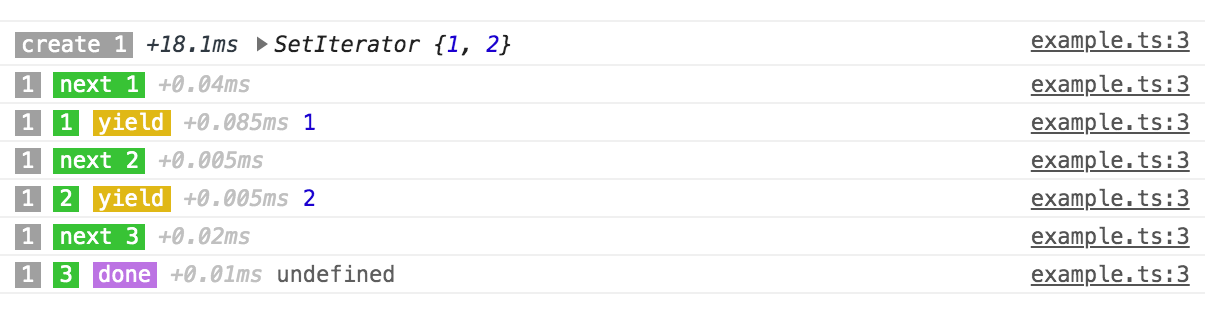 create 1 +18.1ms ▶SetIterator {1, 2} example.ts:3
1 next 1 +0.04ms example.ts:3
1 1 yield +0.085ms 1 example.ts:3
1 next 2 +0.005ms example.ts:3
1 2 yield +0.005ms 2 example.ts:3
1 next 3 +0.02ms example.ts:3
1 3 done +0.01ms undefined example.ts:3